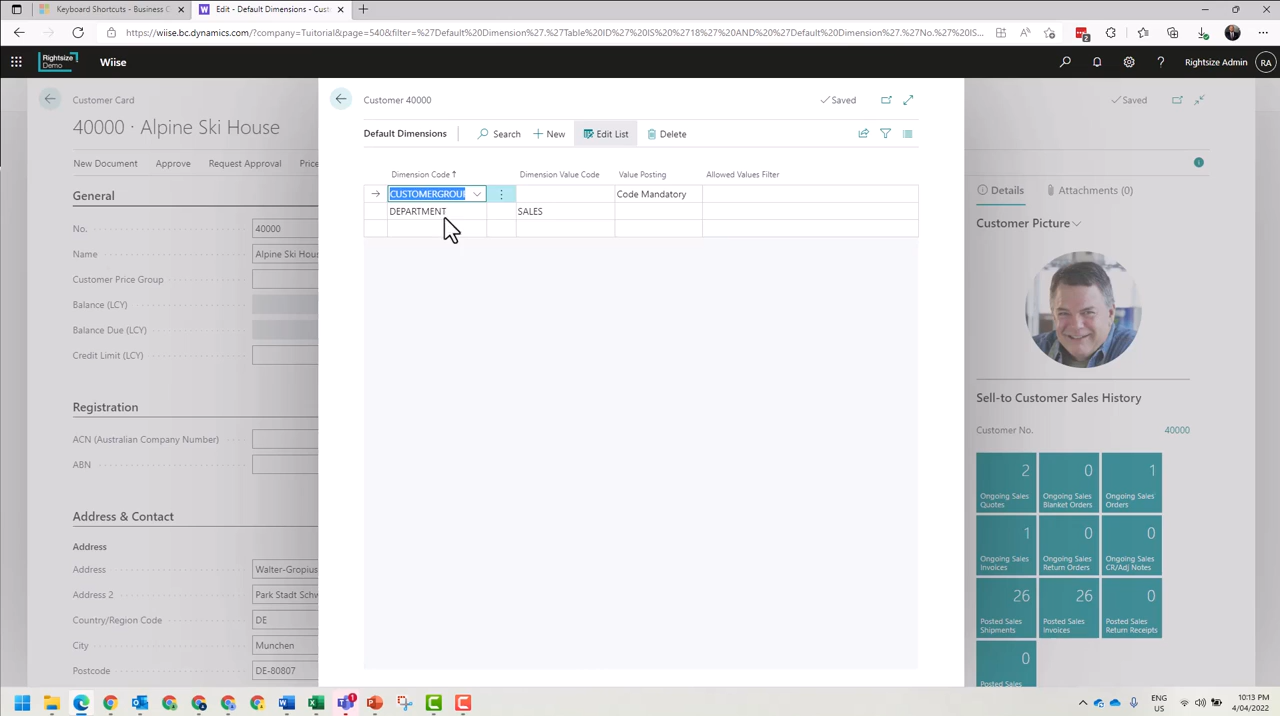 Keyboard Shortcuts - Business C
Edit - Default Dimensions - Cust
https://wiise.bc.dynamics.com/?company=Tuitorial&page=540&filter=%27Default%20Dimension%27.%27Table%20ID%27%20IS%20%2718%27%20AND%20%27Default%20Dimension%27.%27No.%27%20IS...
2
Rightsize Demo
Wiise
Rightsize Admin
RA
Customer Card
40000 · Alpine Ski House
New Document
Approve
Request Approval
Price
General
No.
40000
Name
Alpine Ski Hous
Customer Price Group
Balance (LCY)
Balance Due (LCY)
Credit Limit (LCY)
Registration
ACN (Australian Company Number)
ABN
Address & Contact
Address
Address
Walter-Gropius
Address 2
Park Stadt Schw
Country/Region Code
DE
City
Munchen
Postcode
DE-80807
Customer 40000
Saved
Default Dimensions
Search
New
Edit List
Delete
Dimension Code ↑
Dimension Value Code
Value Posting
Allowed Values Filter
CUSTOMERGROUP
Code Mandatory
DEPARTMENT
SALES
Saved
Details
Attachments (0)
Customer Picture
Sell-to Customer Sales History
Customer No.
40000
2
Ongoing Sales Quotes
0
Ongoing Sales Blanket Orders
1
Ongoing Sales Orders
1
Ongoing Sales Invoices
0
Ongoing Sales Return Orders
0
Ongoing Sales CR/Adj Notes
26
Posted Sales Shipments
26
Posted Sales Invoices
0
Posted Sales Return Receipts
0
Posted Sales
1
ENG
US
10:13 PM
4/04/2022